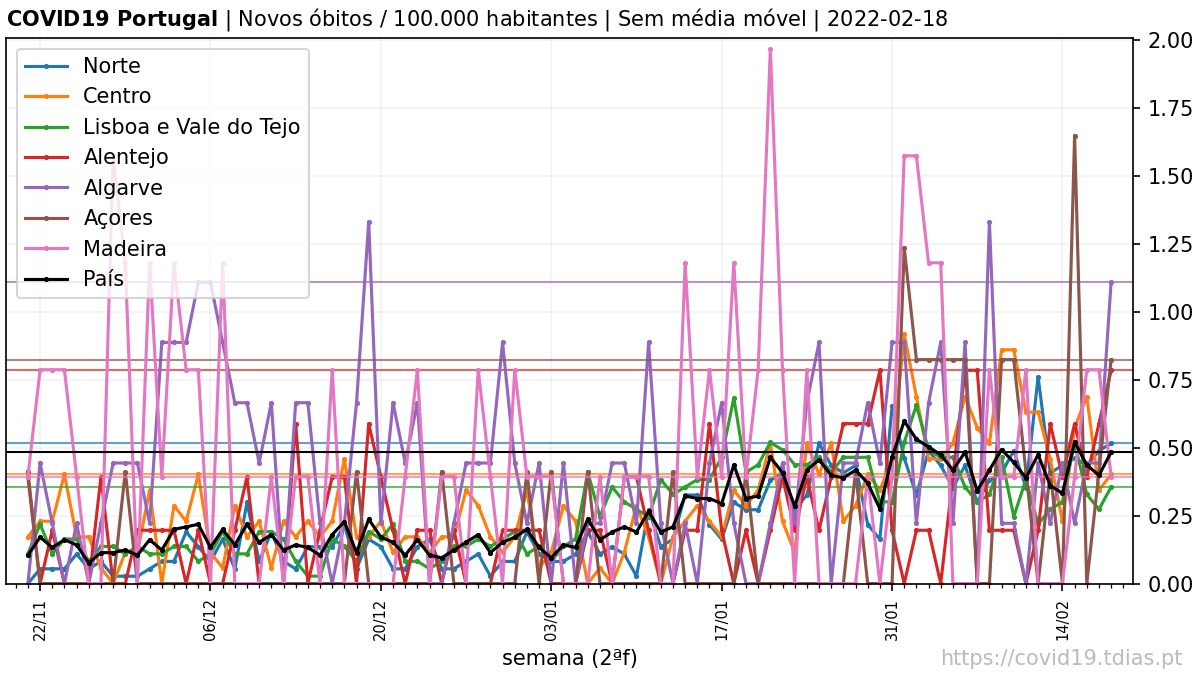 COVID19 Portugal | Novos óbitos / 100.000 habitantes | Sem média móvel | 2022-02-18
Norte
Centro
Lisboa e Vale do Tejo
Alentejo
Algarve
Açores
Madeira
País
2.00
1.75
1.50
1.25
1.00
0.75
0.50
0.25
0.00
22/11
06/12
20/12
03/01
17/01
31/01
14/02
semana (2ªf)
https://covid19.tdias.pt